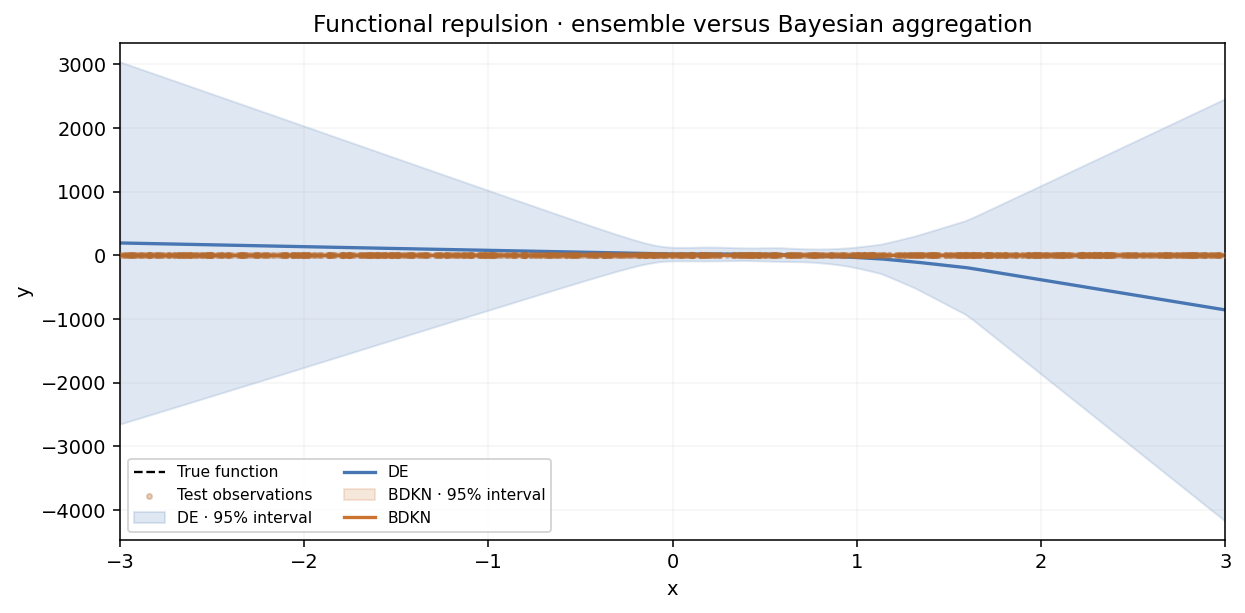 Functional repulsion · ensemble versus Bayesian aggregation
3000
2000
1000
0
−1000
−2000
−3000
−4000
y
True function
Test observations
DE · 95% interval
DE
BDKN · 95% interval
BDKN
−3 −2 −1 0 1 2 3
x